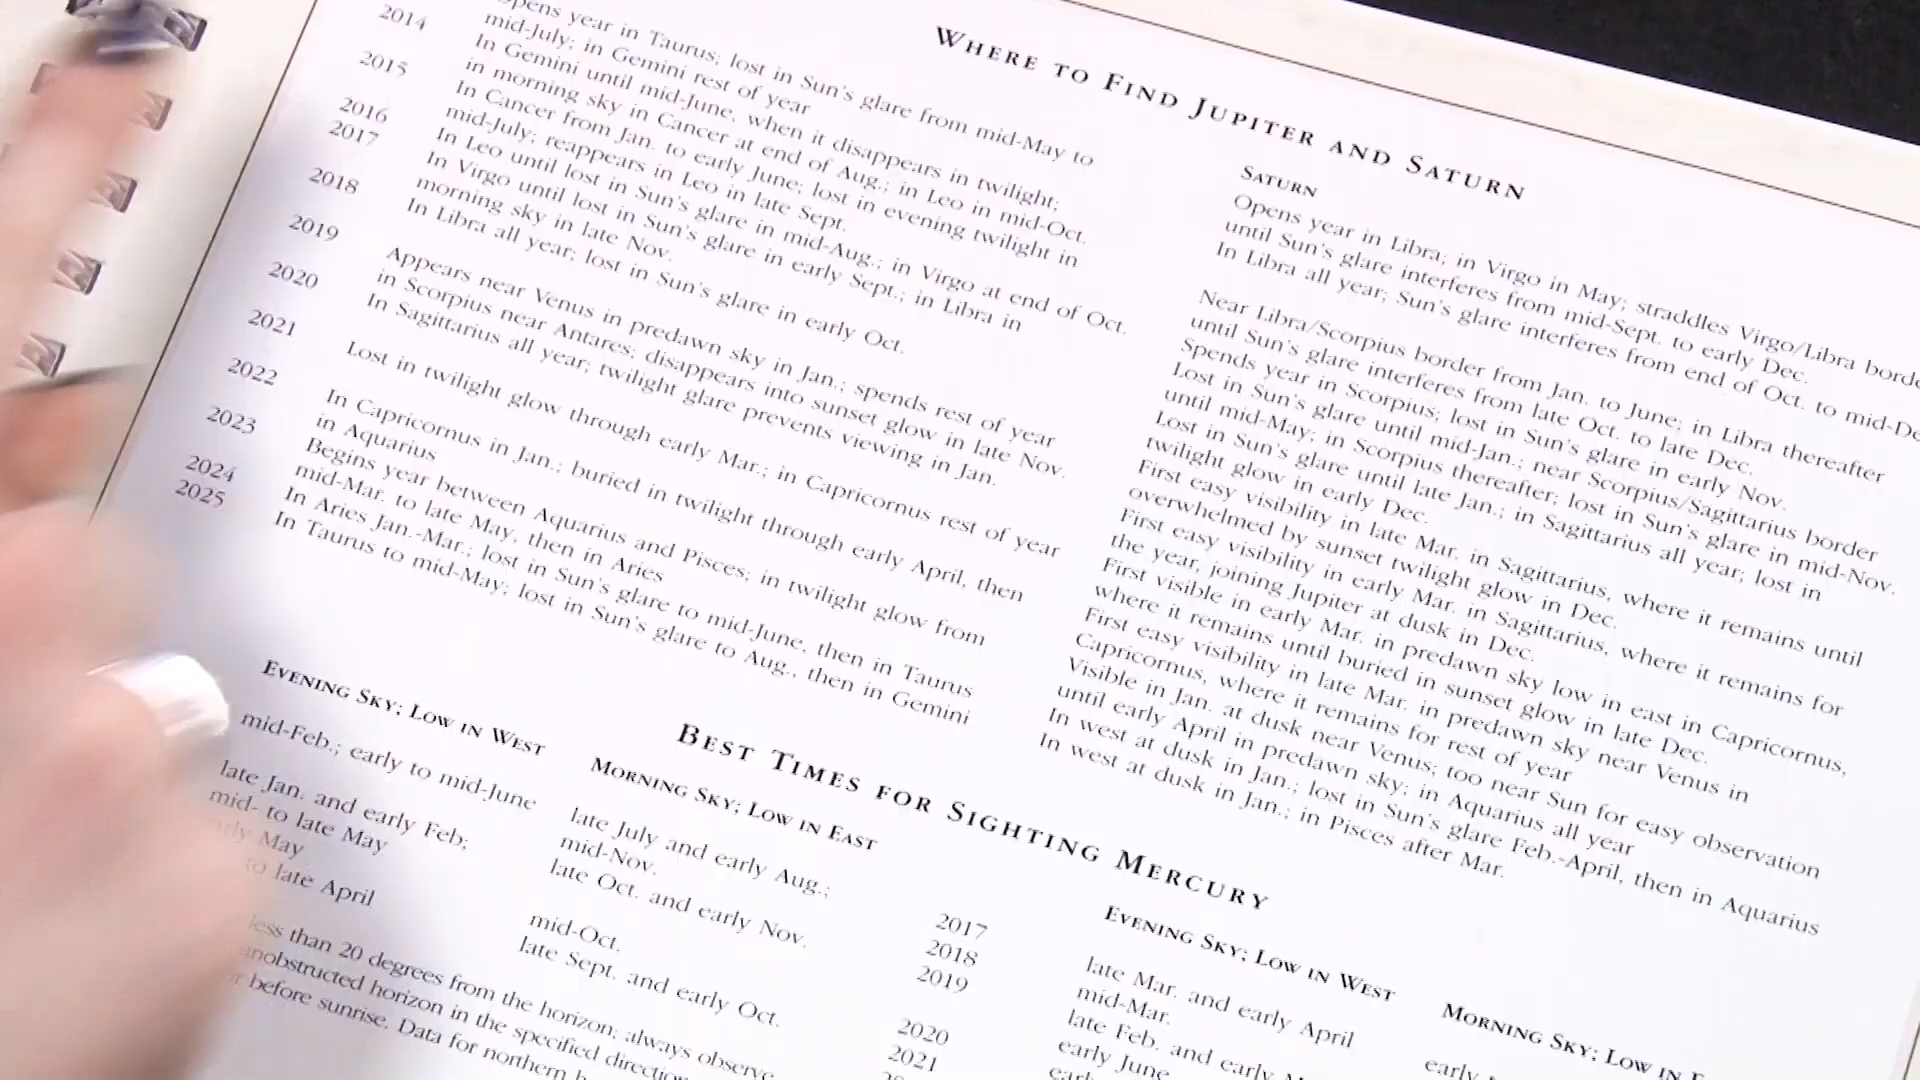 WHERE TO FIND JUPITER AND SATURN
pens year in Taurus; lost in Sun's glare from mid-May to
mid-July; in Gemini rest of year
2014 In Gemini until mid-June, when it disappears in twilight;
in morning sky in Cancer at end of Aug.; in Leo in mid-Oct.
2015 In Cancer from Jan. to early June; lost in evening twilight in
mid-July; reappears in Leo in late Sept.
2016 In Leo until lost in Sun's glare in mid-Aug.; in Virgo at end of Oct.
2017 In Virgo until lost in Sun's glare in early Sept.; in Libra in
morning sky in late Nov.
2018 In Libra all year; lost in Sun's glare in early Oct.
2019 Appears near Venus in predawn sky in Jan.; spends rest of year
in Scorpius near Antares; disappears into sunset glow in late Nov.
2020 In Sagittarius all year; twilight glare prevents viewing in Jan.
2021 Lost in twilight glow through early Mar.; in Capricornus rest of year
2022 In Capricornus in Jan.; buried in twilight through early April, then
in Aquarius
2023 Begins year between Aquarius and Pisces; in twilight glow from
mid-Mar. to late May, then in Aries
2024 In Aries Jan.-Mar.; lost in Sun's glare to mid-June, then in Taurus
2025 In Taurus to mid-May; lost in Sun's glare to Aug., then in Gemini
SATURN
Opens year in Libra; in Virgo in May; straddles Virgo/Libra borde
until Sun's glare interferes from mid-Sept. to early Dec.
In Libra all year; Sun's glare interferes from end of Oct. to mid-De
Near Libra/Scorpius border from Jan. to June; in Libra thereafter
until Sun's glare interferes from late Oct. to late Dec.
Spends year in Scorpius; lost in Sun's glare in early Nov.
Lost in Sun's glare until mid-Jan.; near Scorpius/Sagittarius border
until mid-May; in Scorpius thereafter; lost in Sun's glare in mid-Nov.
Lost in Sun's glare until late Jan.; in Sagittarius all year; lost in
twilight glow in early Dec.
First easy visibility in late Mar. in Sagittarius, where it remains until
overwhelmed by sunset twilight glow in Dec.
First easy visibility in early Mar. in Sagittarius, where it remains for
the year, joining Jupiter at dusk in Dec.
First visible in early Mar. in predawn sky low in east in Capricornus,
where it remains until buried in sunset glow in late Dec.
First easy visibility in late Mar. in predawn sky near Venus in
Capricornus, where it remains for rest of year
Visible in Jan. at dusk near Venus; too near Sun for easy observation
until early April in predawn sky; in Aquarius all year
In west at dusk in Jan.; lost in Sun's glare Feb.-April, then in Aquarius
In west at dusk in Jan.; in Pisces after Mar.
BEST TIMES FOR SIGHTING MERCURY
EVENING SKY; LOW IN WEST
mid-Feb.; early to mid-June
late Jan. and early Feb;
mid- to late May
rly May
to late April
MORNING SKY; LOW IN EAST
late July and early Aug.;
mid-Nov.
late Oct. and early Nov.
mid-Oct.
late Sept. and early Oct.
EVENING SKY; LOW IN WEST
2017 late Mar. and early April
2018 mid-Mar.
2019 late Feb. and early
early June
2020
2021
MORNING SKY; LOW IN
early
less than 20 degrees from the horizon; always observe
nobstructed horizon in the specified direction
before sunrise. Data for northern